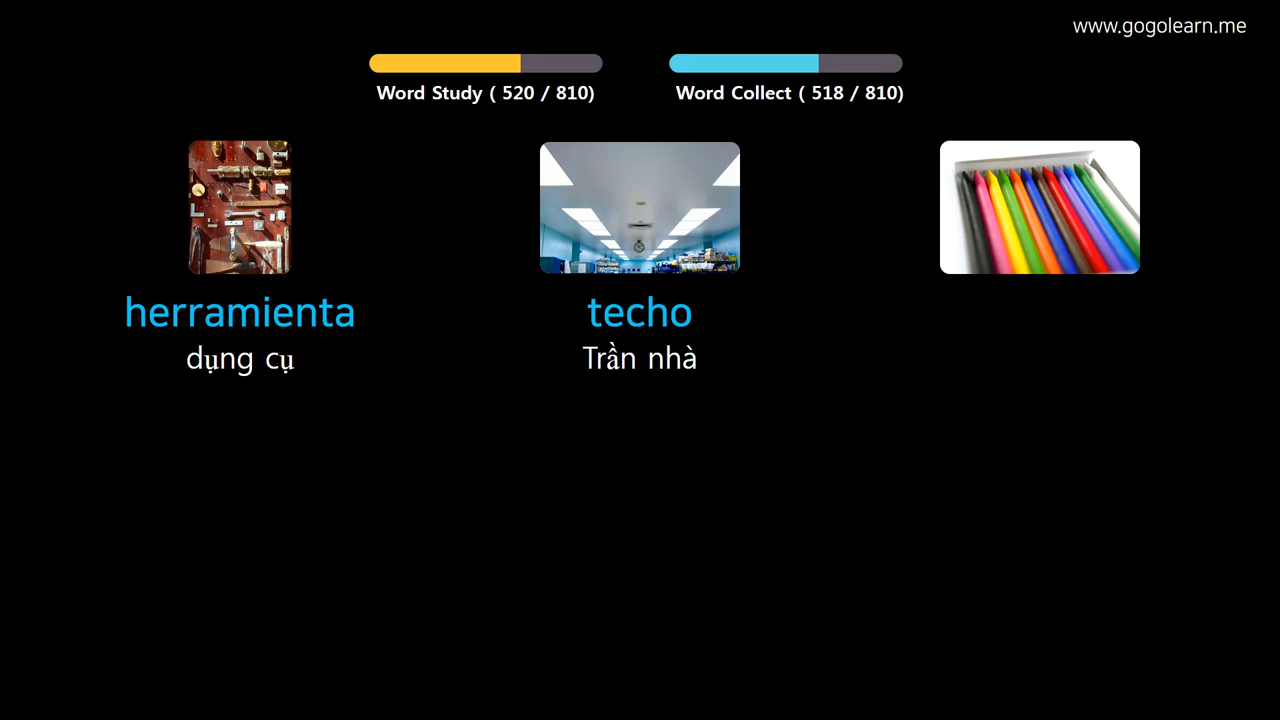 www.gogolearn.me
Word Study ( 520 / 810)
Word Collect ( 518 / 810)
herramienta
dụng cụ
techo
Trần nhà